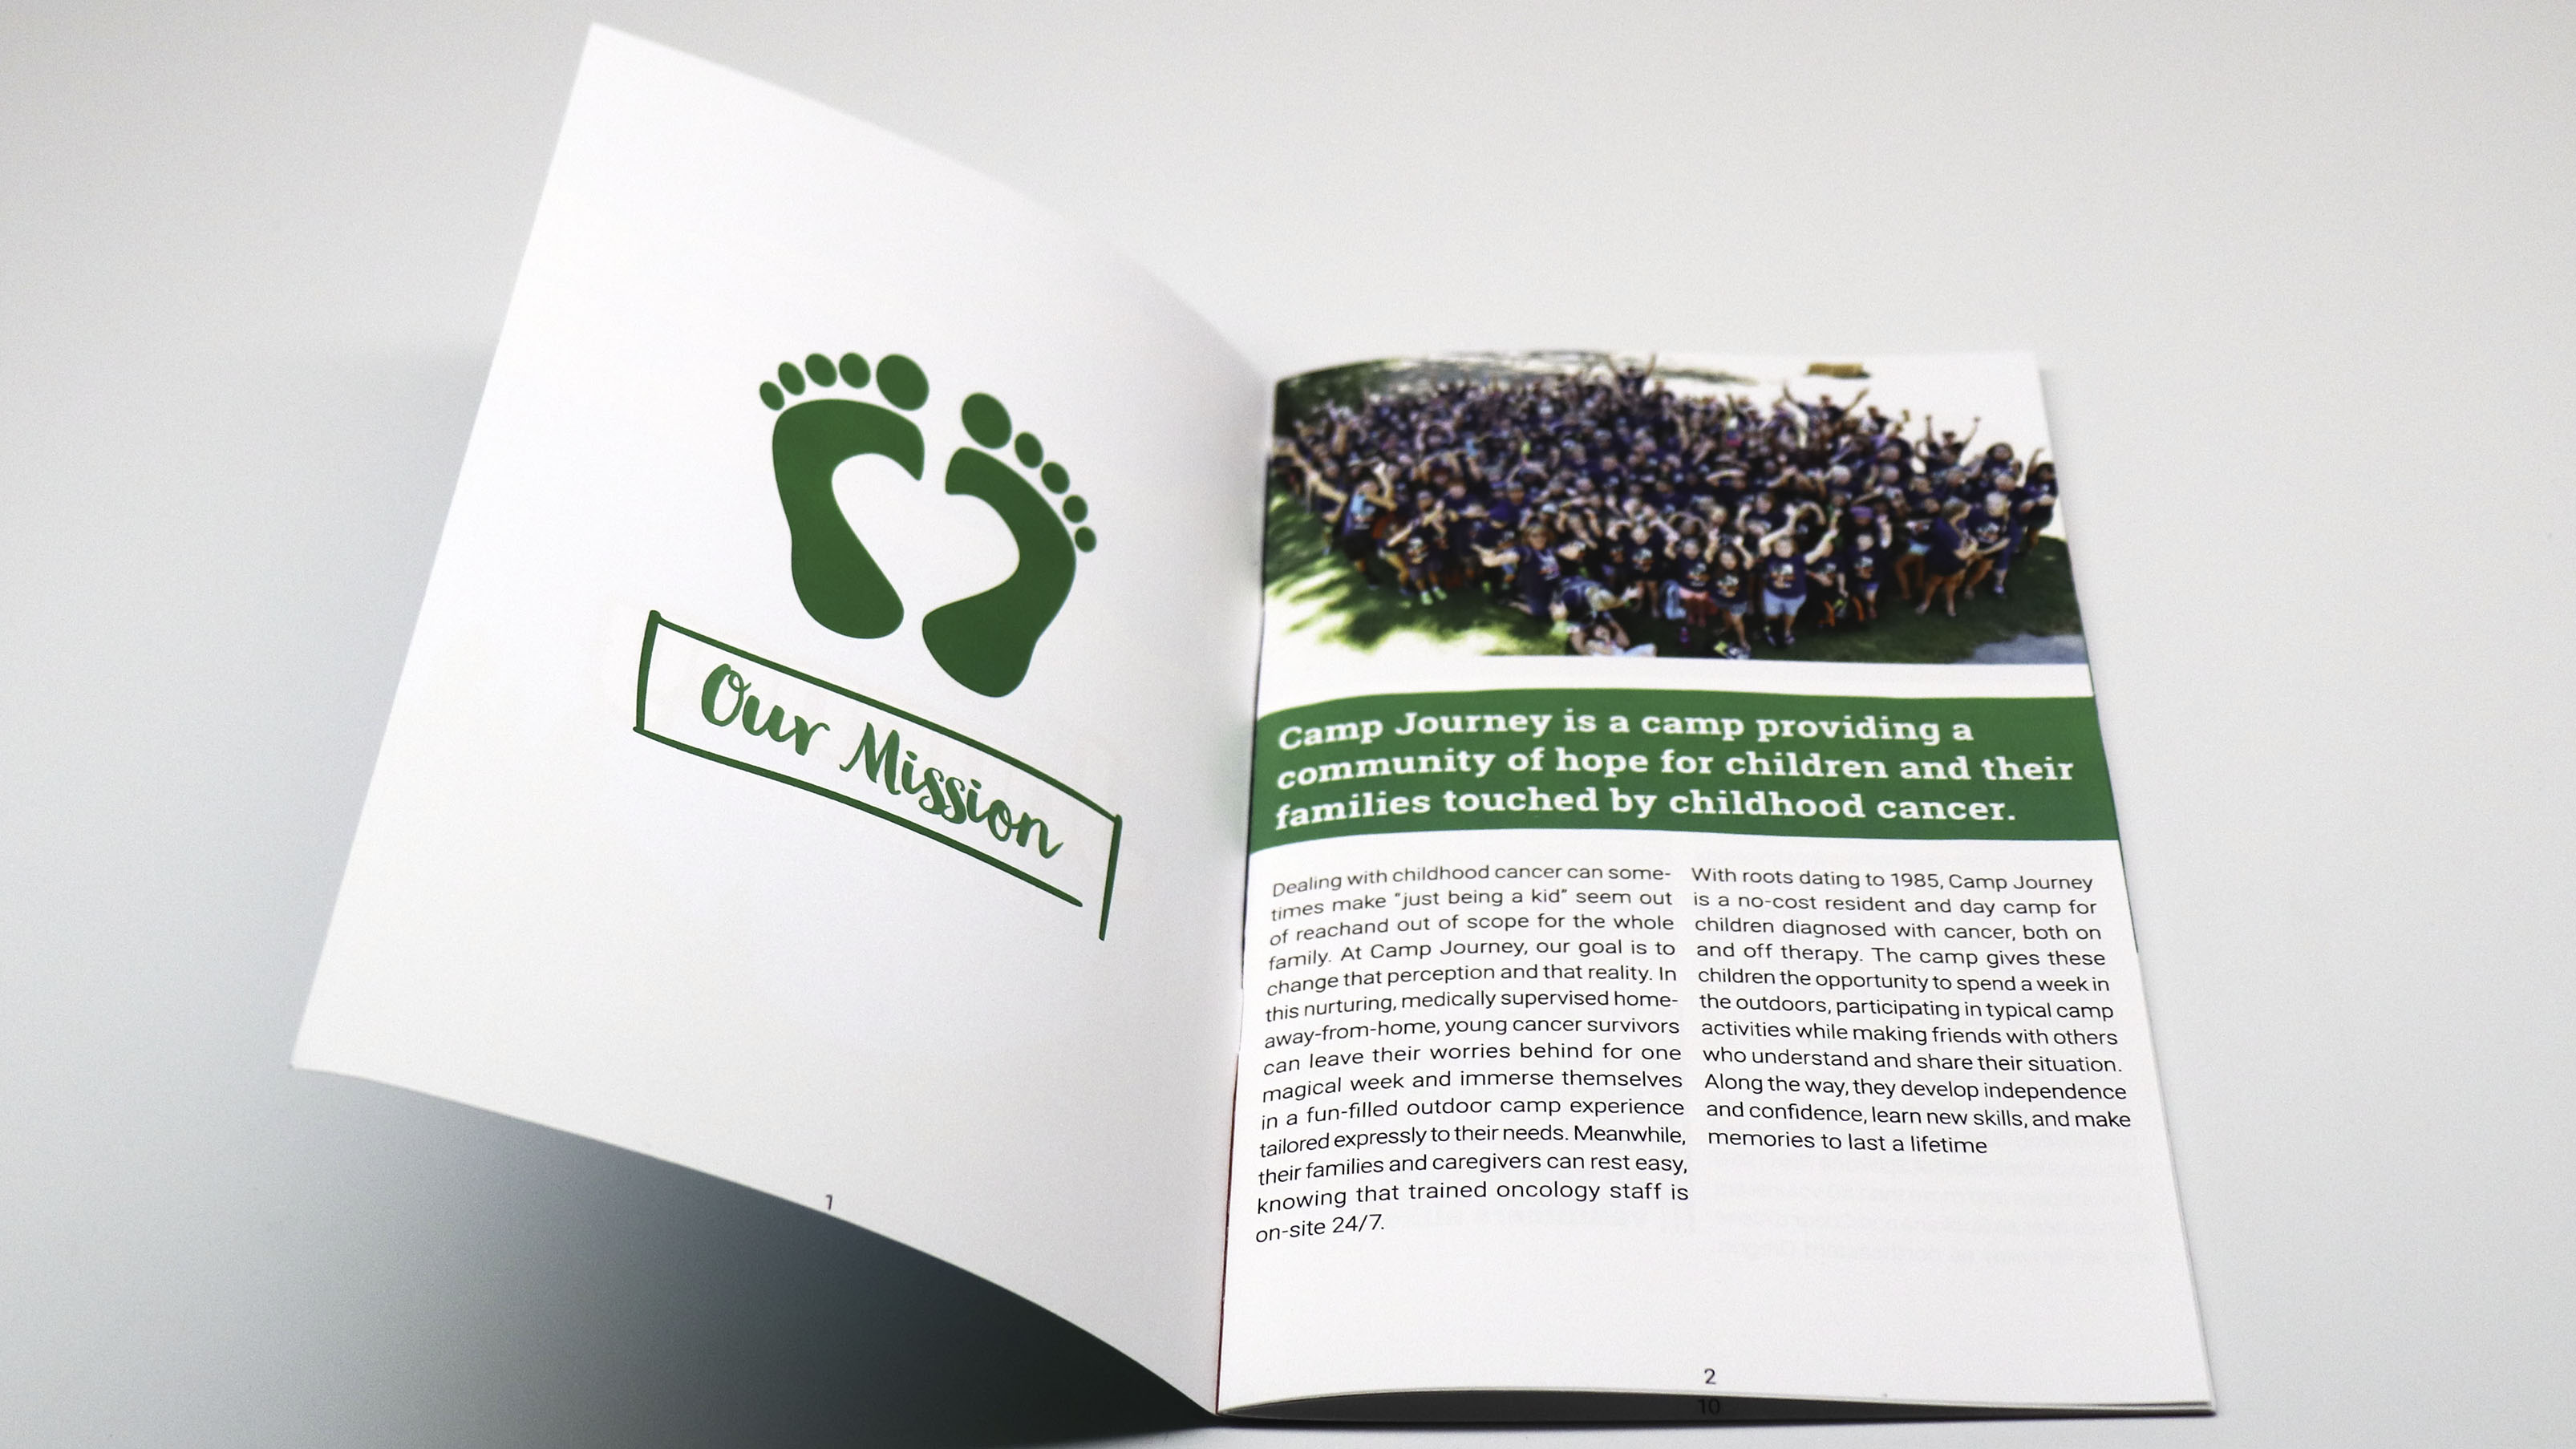 Our Mission
1
Camp Journey is a camp providing a
community of hope for children and their
families touched by childhood cancer.
Dealing with childhood cancer can some-
times make "just being a kid" seem out
of reachand out of scope for the whole
family. At Camp Journey, our goal is to
change that perception and that reality. In
this nurturing, medically supervised home-
away-from-home, young cancer survivors
can leave their worries behind for one
magical week and immerse themselves
in a fun-filled outdoor camp experience
tailored expressly to their needs. Meanwhile,
their families and caregivers can rest easy,
knowing that trained oncology staff is
on-site 24/7.
With roots dating to 1985, Camp Journey
is a no-cost resident and day camp for
children diagnosed with cancer, both on
and off therapy. The camp gives these
children the opportunity to spend a week in
the outdoors, participating in typical camp
activities while making friends with others
who understand and share their situation.
Along the way, they develop independence
and confidence, learn new skills, and make
memories to last a lifetime
2
10